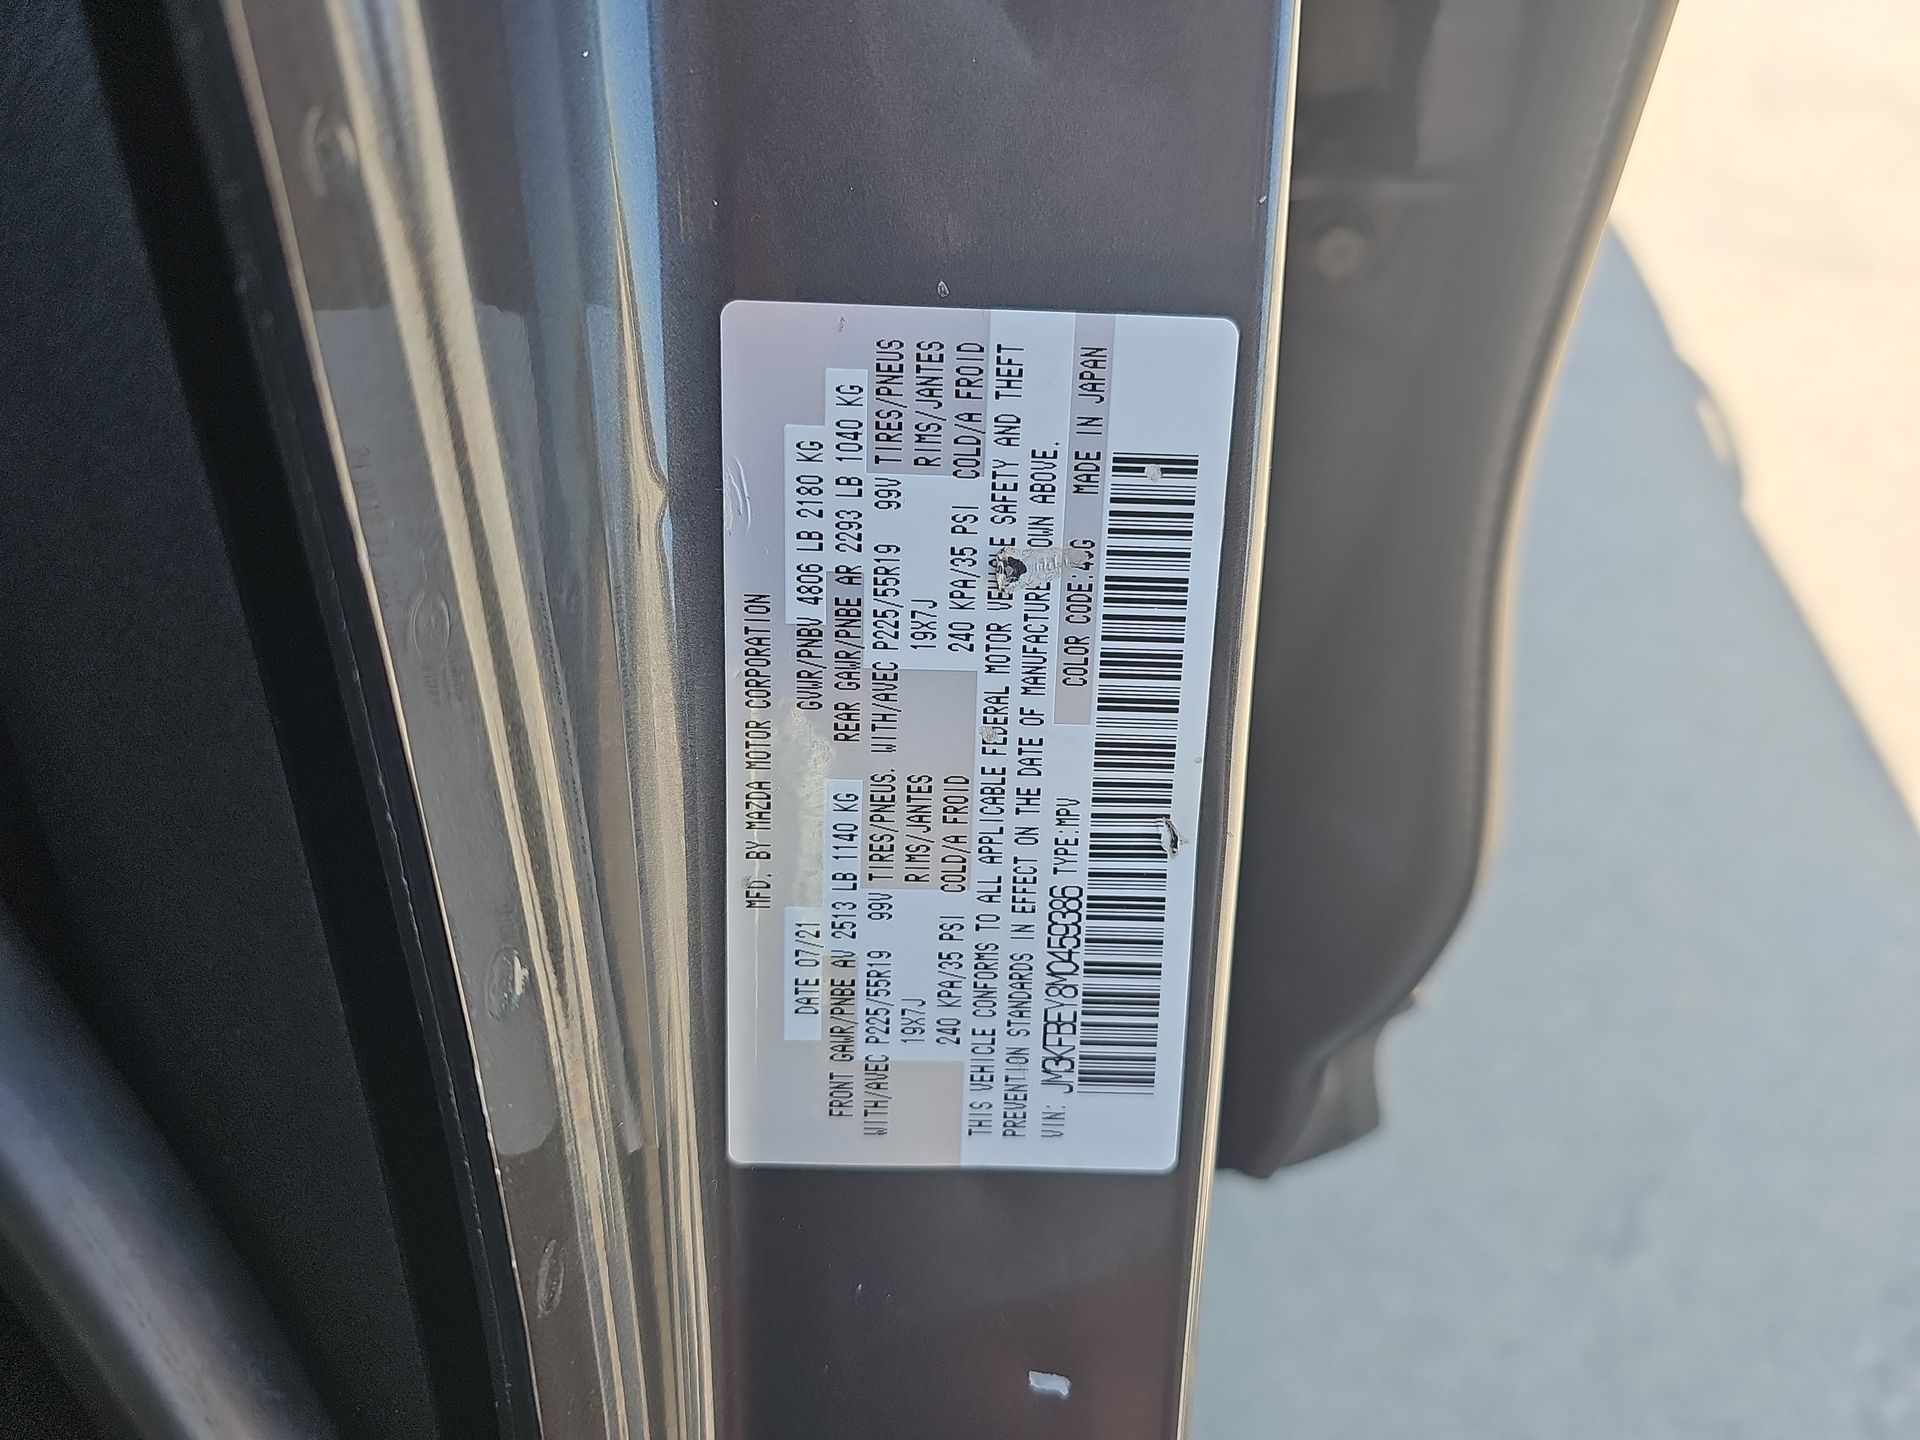 MFD. BY MAZDA MOTOR CORPORATION
DATE 07/21 GVWR/PNBV 4806 LB 2180 KG
FRONT GAWR/PNBE AV 2513 LB 1140 KG REAR GAWR/PNBE AR 2293 LB 1040 KG
WITH/AVEC P225/55R19 99V TIRES/PNEUS. WITH/AVEC P225/55R19 99V TIRES/PNEUS
19X7J RIMS/JANTES 19X7J RIMS/JANTES
240 KPA/35 PSI COLD/A FROID 240 KPA/35 PSI COLD/A FROID
THIS VEHICLE CONFORMS TO ALL APPLICABLE FEDERAL MOTOR SAFETY AND THEFT
PREVENTION STANDARDS IN EFFECT ON THE DATE OF MANUFACTURE ABOVE.
VIN: JM3KFBEY8M0459386 TYPE:MPV COLOR CODE: MADE IN JAPAN